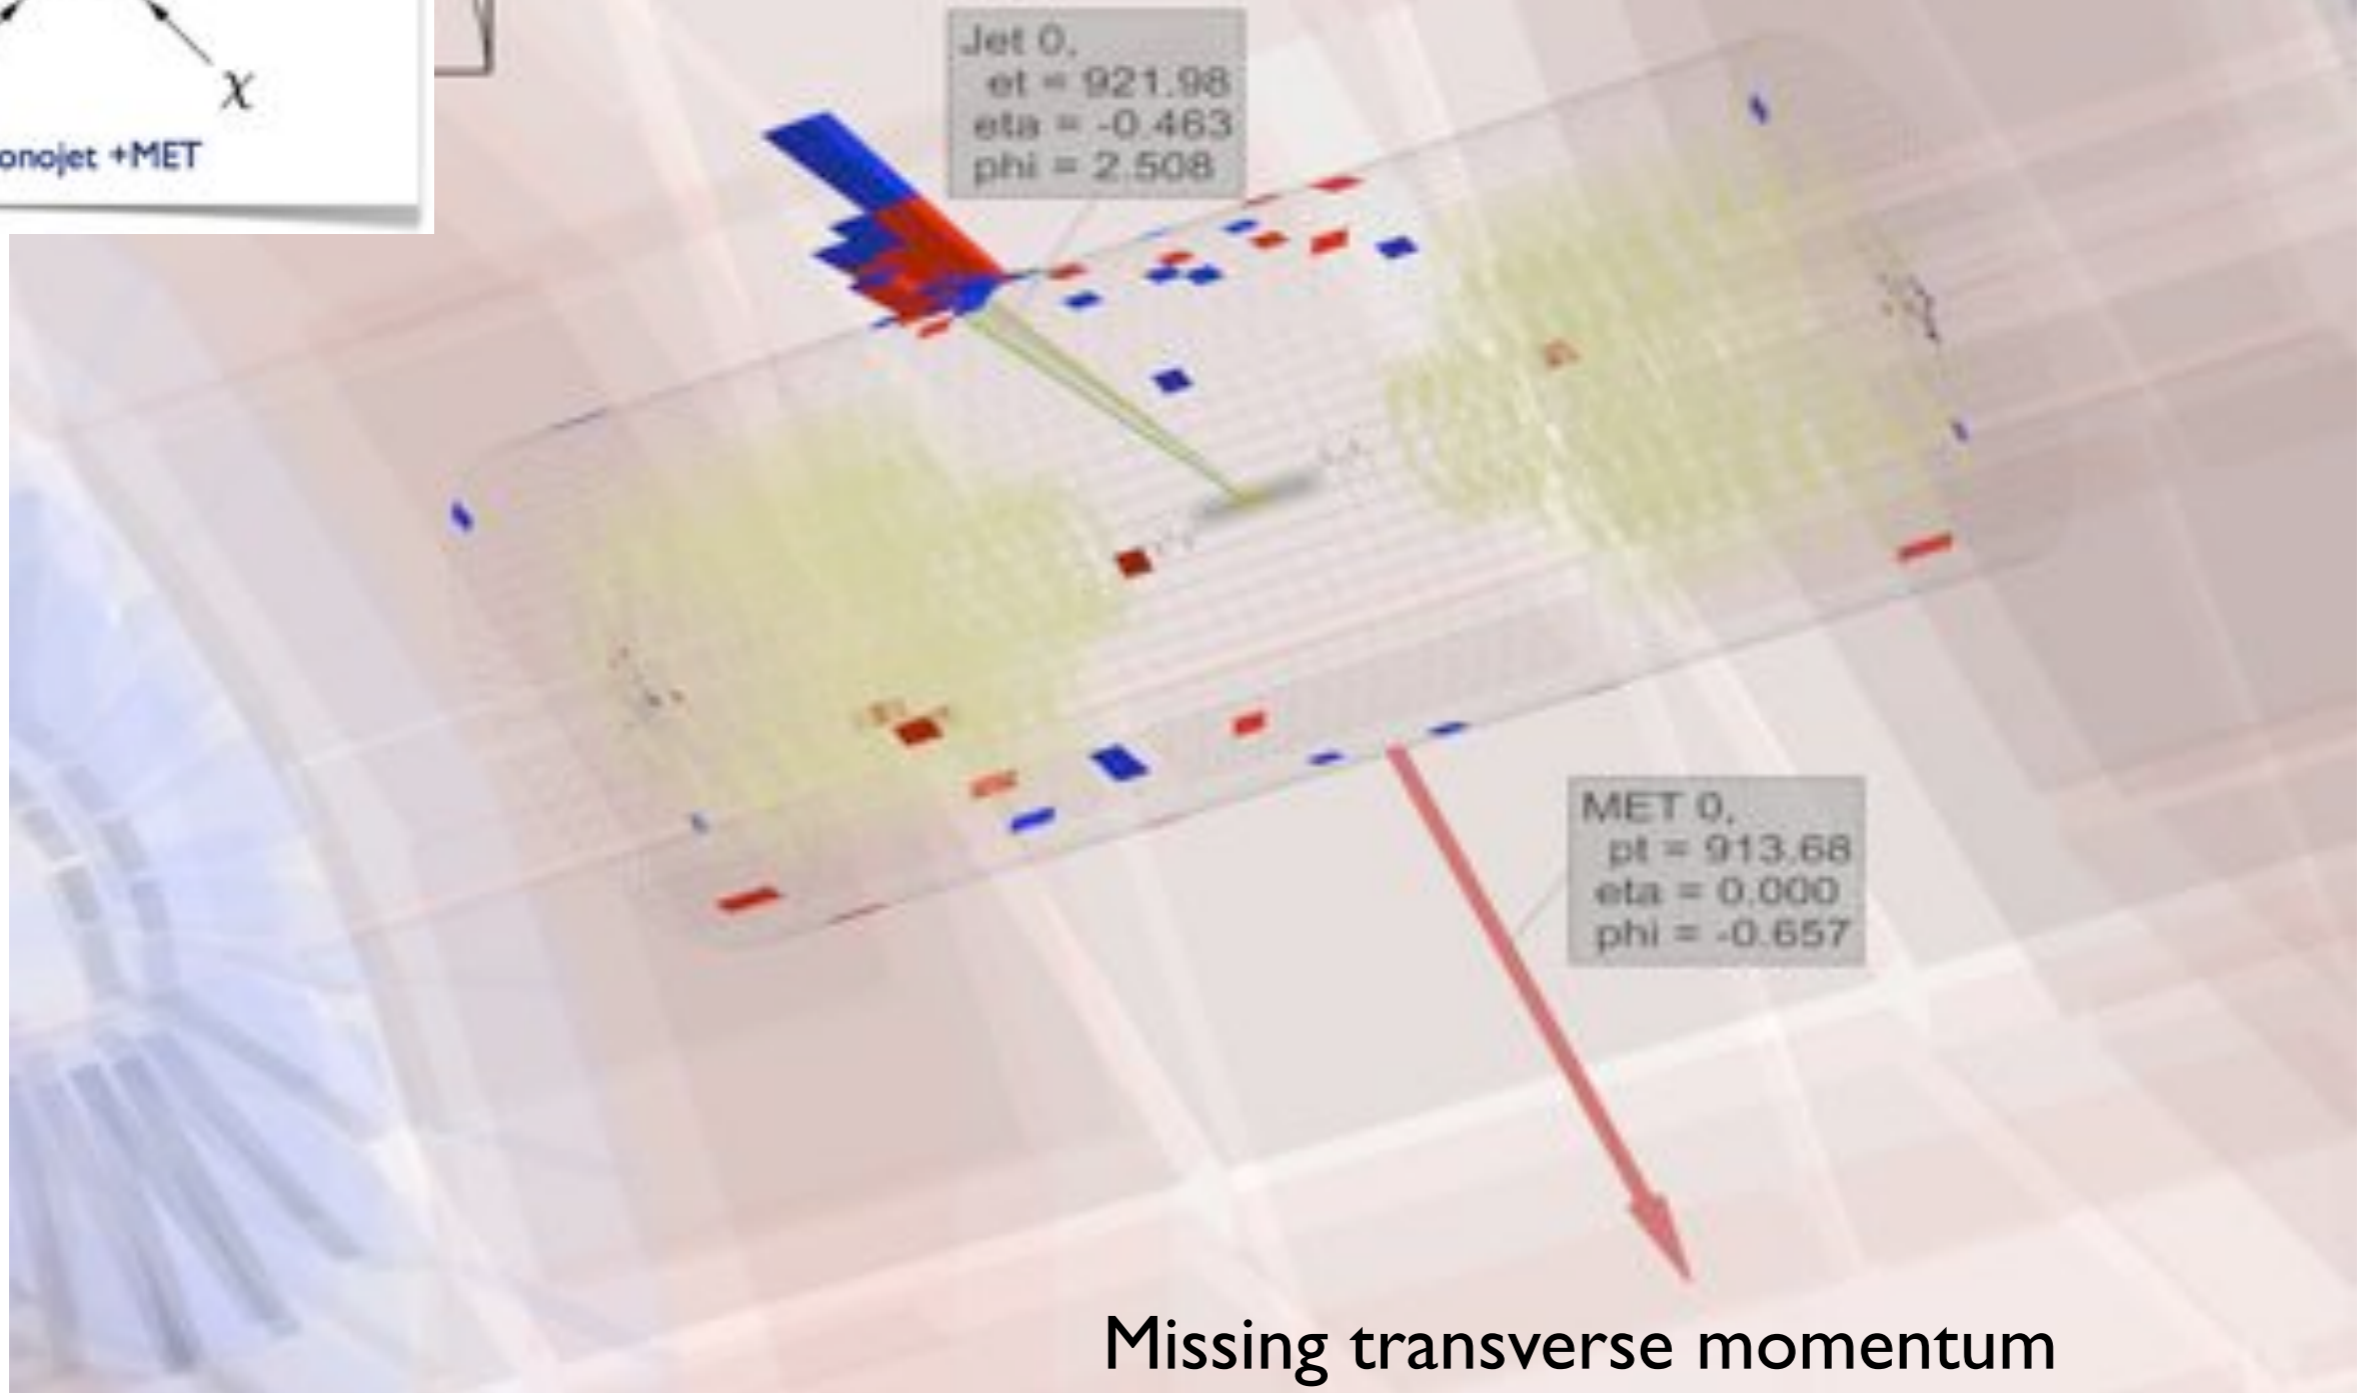 χ
onojet +MET
Jet 0,
et = 921.98
eta = -0.463
phi = 2.508
MET 0,
pt = 913.68
eta = 0.000
phi = -0.657
Missing transverse momentum